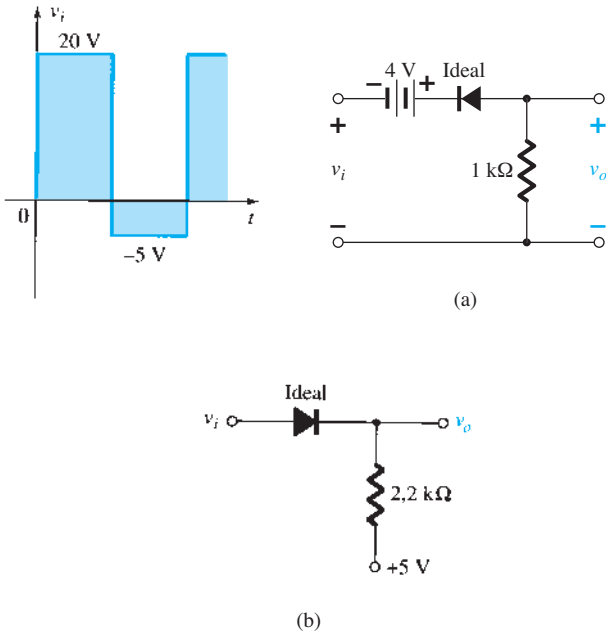 v_i
20 V
0
t
−5 V
− 4 V + Ideal
+ +
v_i 1 kΩ v_o
− −
(a)
Ideal
v_i v_o
2,2 kΩ
+5 V
(b)